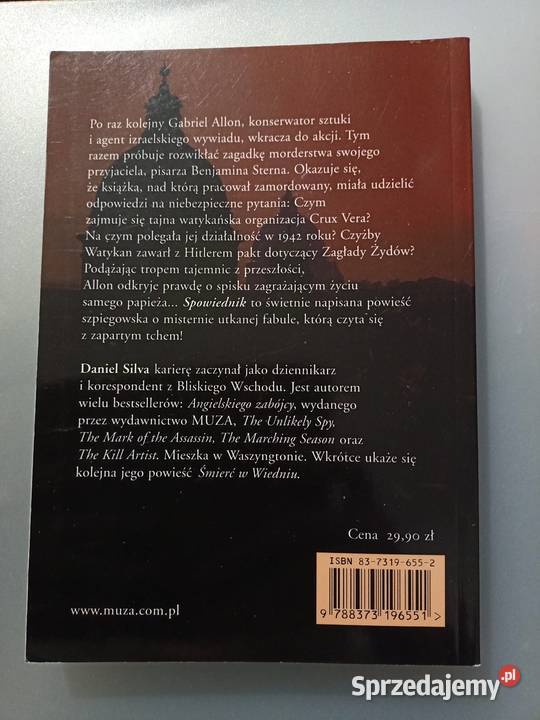 Po raz kolejny Gabriel Allon, konserwator sztuki
i agent izraelskiego wywiadu, wkracza do akcji. Tym
razem próbuje rozwikłać zagadkę morderstwa swojego
przyjaciela, pisarza Benjamina Sterna. Okazuje się,
że książka, nad którą pracował zamordowany, miała udzielić
odpowiedzi na niebezpieczne pytania: Czym
zajmuje się tajna watykańska organizacja Crux Vera?
Na czym polegała jej działalność w 1942 roku? Czyżby
Watykan zawarł z Hitlerem pakt dotyczący Zagłady Żydów?
Podążając tropem tajemnic z przeszłości,
Allon odkryje prawdę o spisku zagrażającym życiu
samego papieża... Spowiednik to świetnie napisana powieść
szpiegowska o misternie utkanej fabule, którą czyta się
z zapartym tchem!
Daniel Silva karierę zaczynał jako dziennikarz
i korespondent z Bliskiego Wschodu. Jest autorem
wielu bestsellerów: Angielskiego zabójcy, wydanego
przez wydawnictwo MUZA, The Unlikely Spy,
The Mark of the Assassin, The Marching Season oraz
The Kill Artist. Mieszka w Waszyngtonie. Wkrótce ukaże się
kolejna jego powieść Śmierć w Wiedniu.
Cena 29,90 zł
ISBN 83-7319-655-2
9 788373 196551 >
www.muza.com.pl
Sprzedajemy.pl